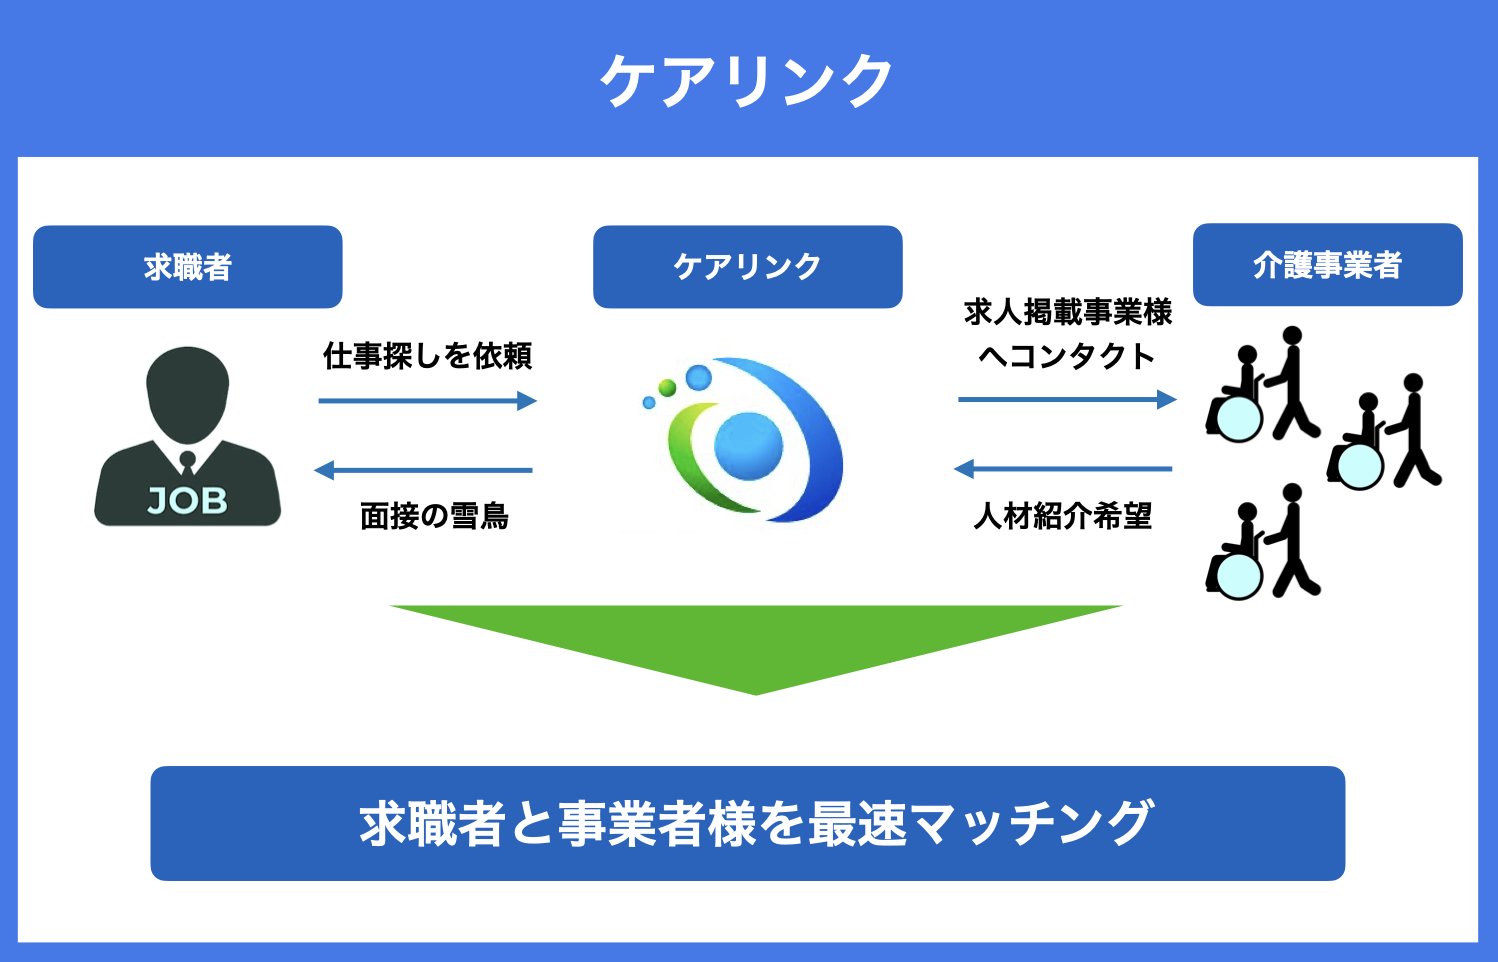 ケアリンク
求職者
ケアリンク
介護事業者
仕事探しを依頼
求人掲載事業様
へコンタクト
JOB
面接の雪鳥
人材紹介希望
求職者と事業者様を最速マッチング